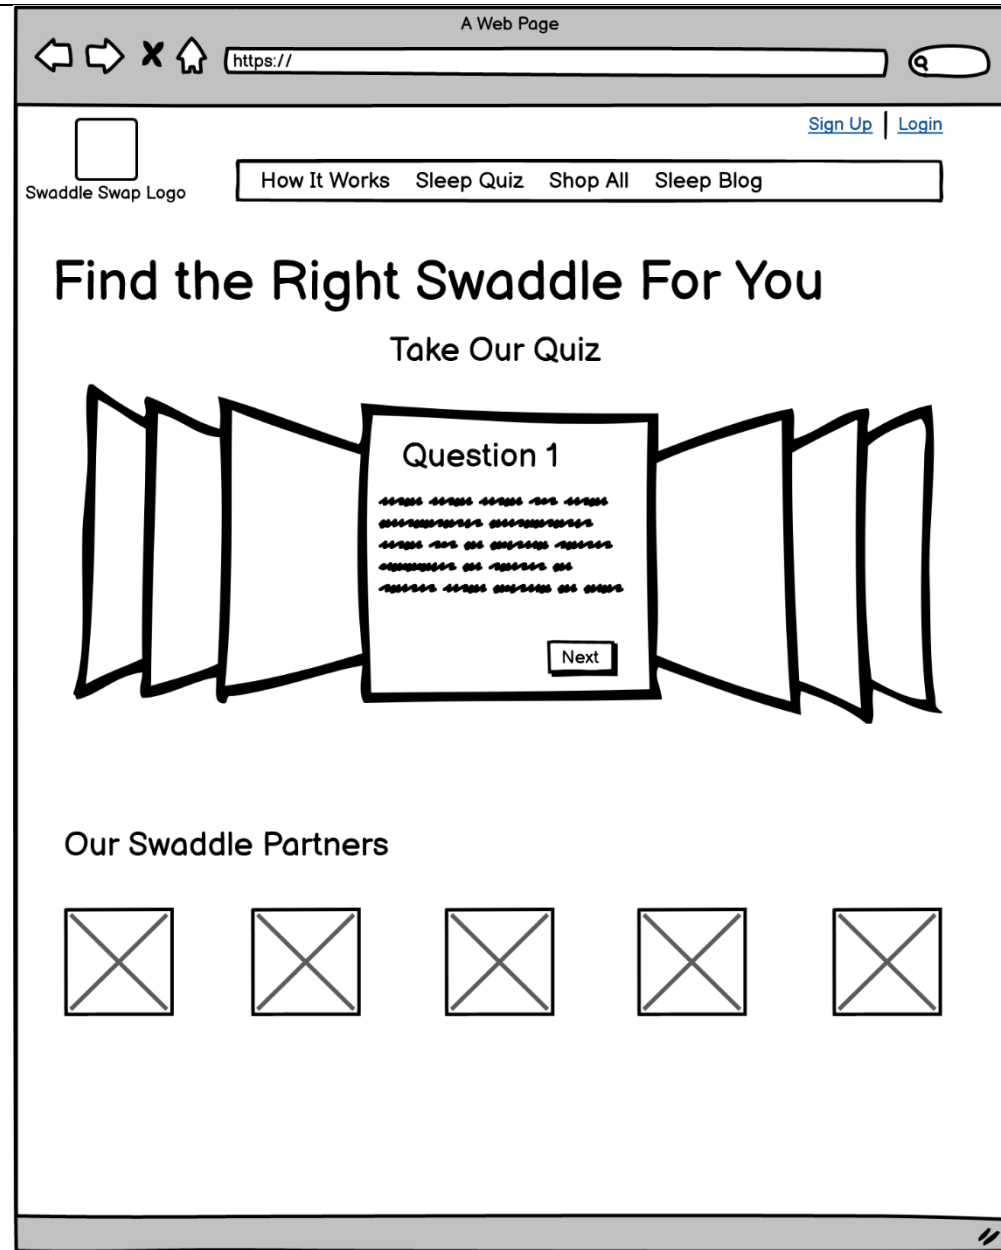 A Web Page
https://
Sign Up Login
Swaddle Swap Logo
How It Works Sleep Quiz Shop All Sleep Blog
Find the Right Swaddle For You
Take Our Quiz
Question 1
Next
Our Swaddle Partners